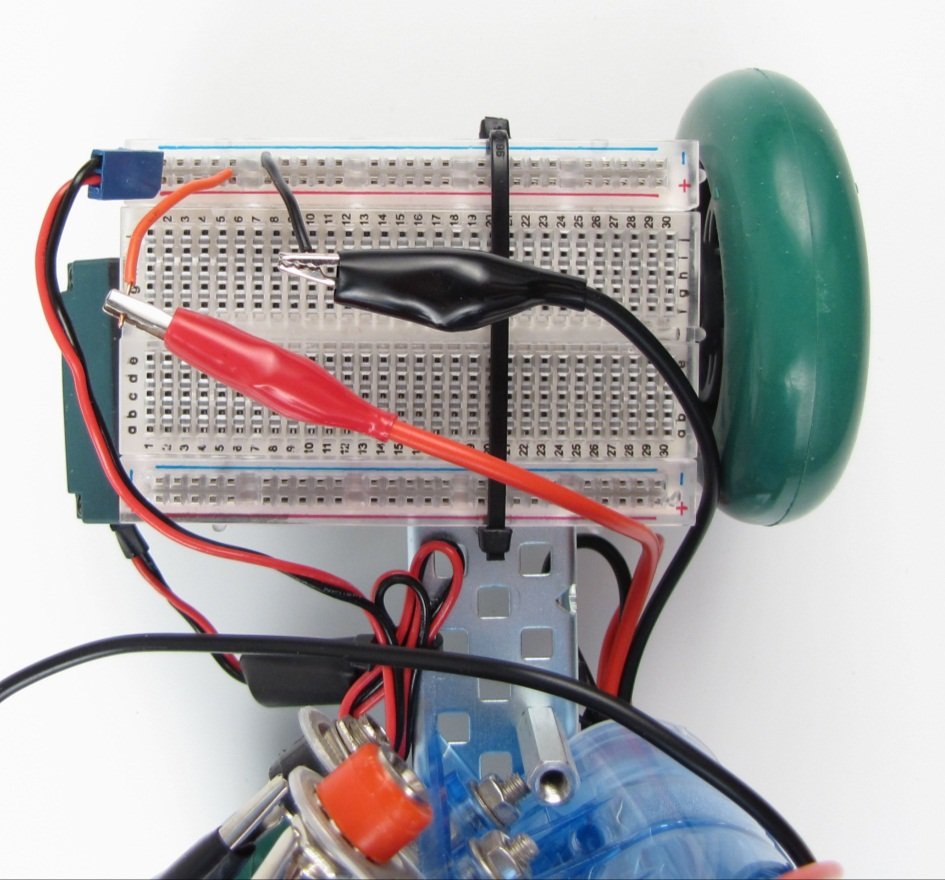 −
+
2 3 4 5 6 7 8 9 10 11 12 13 14 15 16 17 18 19 20 21 22 23 24 25 26 27 28 29 30
j
i
h
g
f
e
a b c d e
a b
1 2 3 4 5 6 7 8 9 10 11 12 13 14 15 16 17 18 19 20 21 22 23 24 25 26 27 28 29 30
+